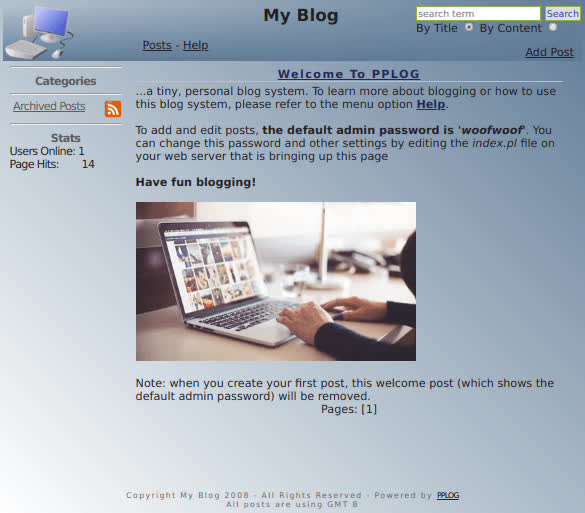 My Blog
search term Search
By Title By Content
Posts - Help
Add Post
Categories
Archived Posts
Stats
Users Online: 1
Page Hits: 14
Welcome To PPLOG
...a tiny, personal blog system. To learn more about blogging or how to use
this blog system, please refer to the menu option Help.
To add and edit posts, the default admin password is 'woofwoof'. You
can change this password and other settings by editing the index.pl file on
your web server that is bringing up this page
Have fun blogging!
Note: when you create your first post, this welcome post (which shows the
default admin password) will be removed.
Pages: [1]
Copyright My Blog 2008 - All Rights Reserved - Powered by PPLOG
All posts are using GMT 8